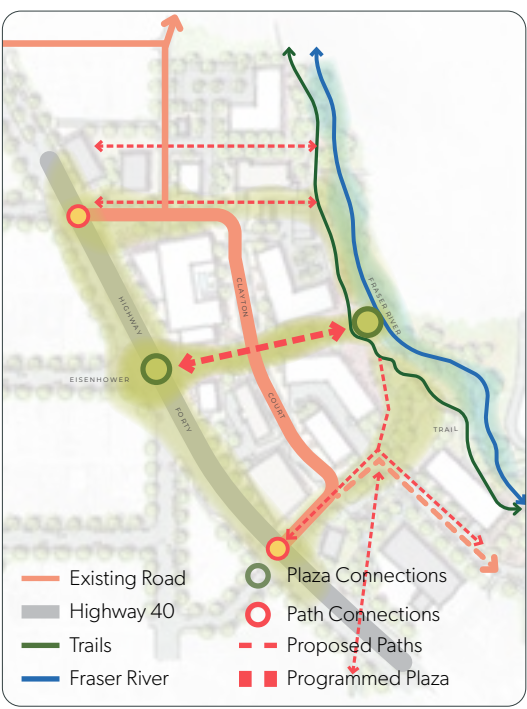 FRASER RIVER
CLAYTON
HIGHWAY
EISENHOWER
COURT
FORTY
TRAIL
Existing Road
Highway 40
Trails
Fraser River
Plaza Connections
Path Connections
Proposed Paths
Programmed Plaza